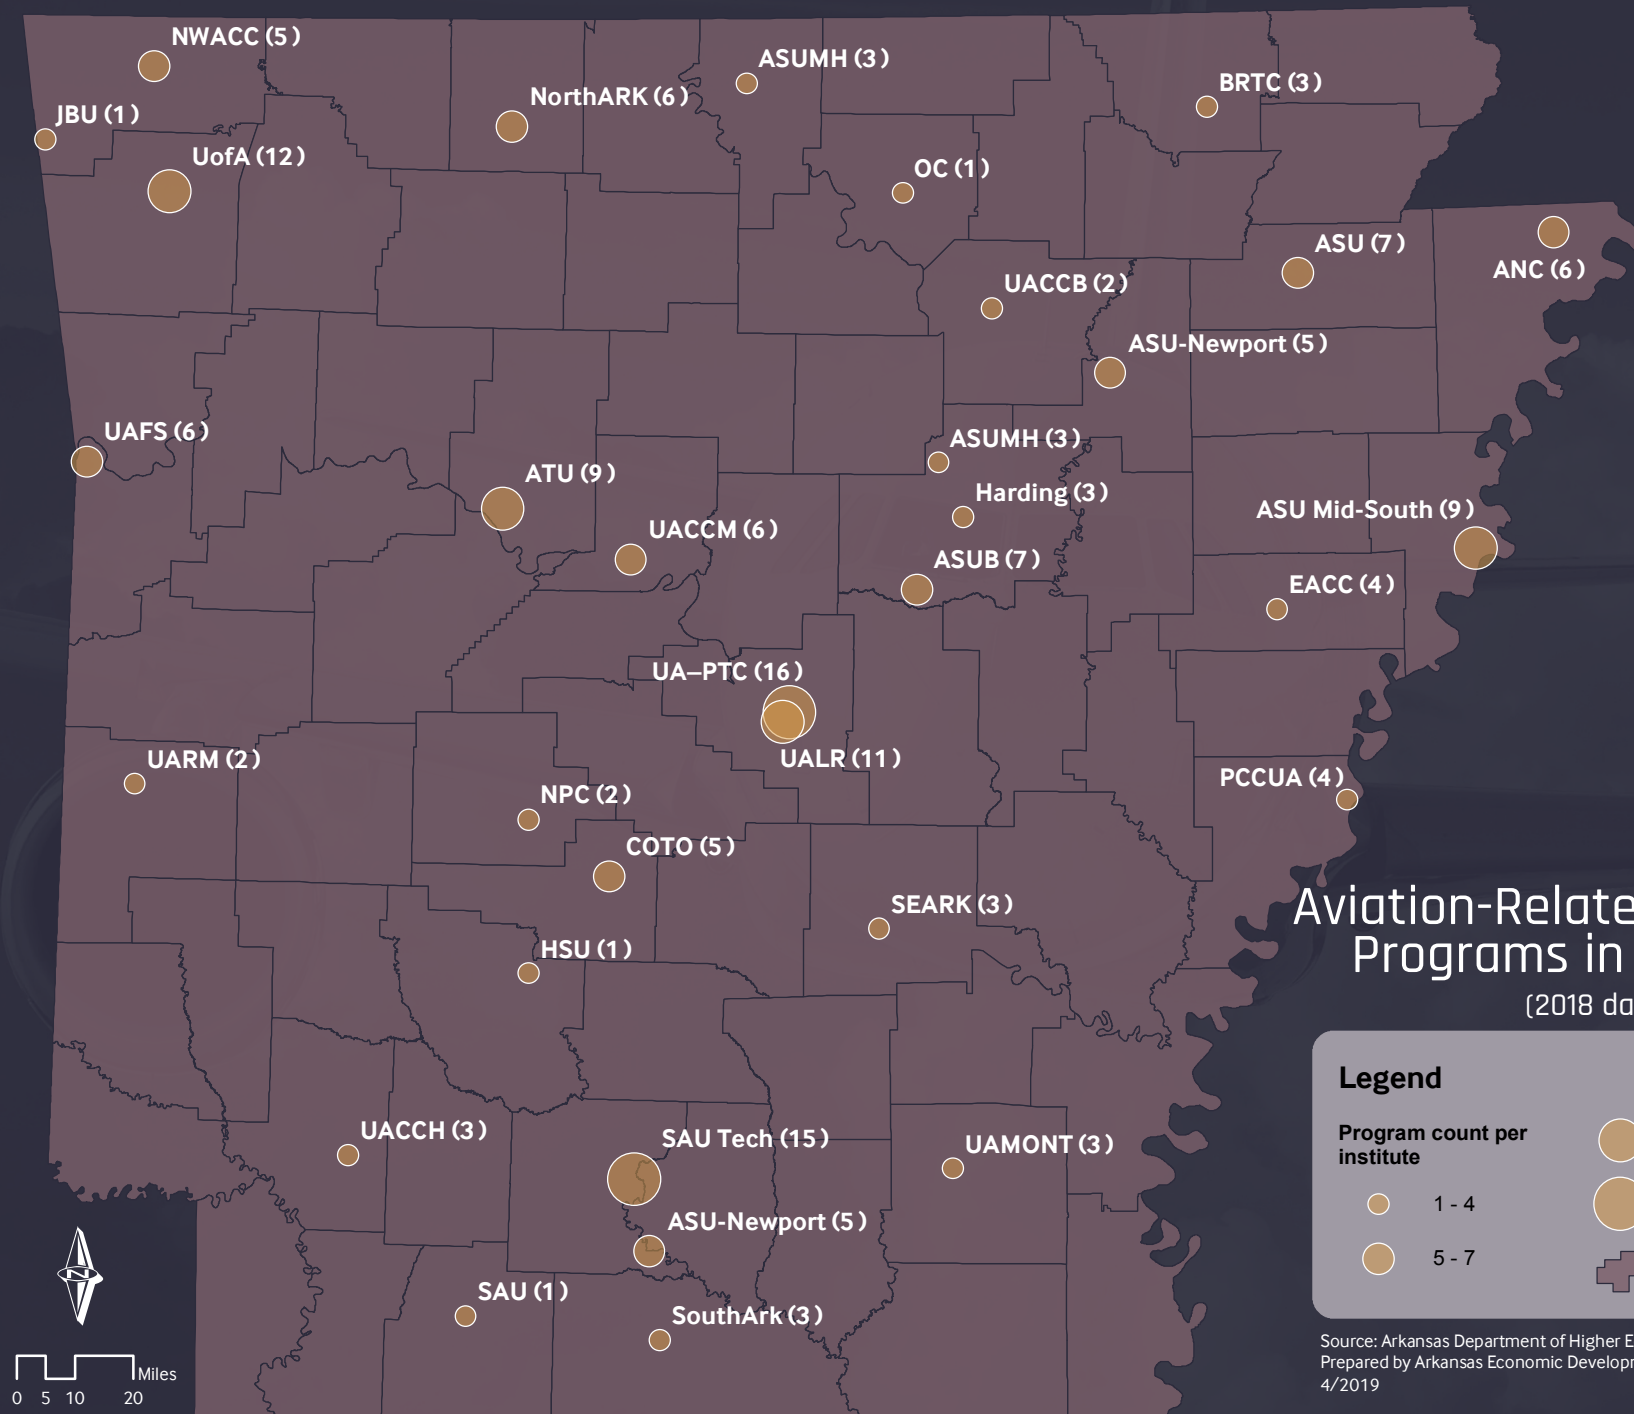 NWACC (5)
ASUMH (3)
BRTC (3)
NorthARK (6)
JBU (1)
UofA (12)
OC (1)
ASU (7)
ANC (6)
UACCB (2)
ASU-Newport (5)
UAFS (6)
ASUMH (3)
ATU (9)
Harding (3)
ASU Mid-South (9)
UACCM (6)
ASUB (7)
EACC (4)
UA–PTC (16)
UARM (2)
UALR (11)
PCCUA (4)
NPC (2)
COTO (5)
SEARK (3)
HSU (1)
UACCH (3)
SAU Tech (15)
UAMONT (3)
ASU-Newport (5)
SAU (1)
SouthArk (3)
N
Miles
0 5 10 20
Aviation-Relate
Programs in
(2018 da
Legend
Program count per
institute
1 - 4
5 - 7
Source: Arkansas Department of Higher E
Prepared by Arkansas Economic Develop
4/2019